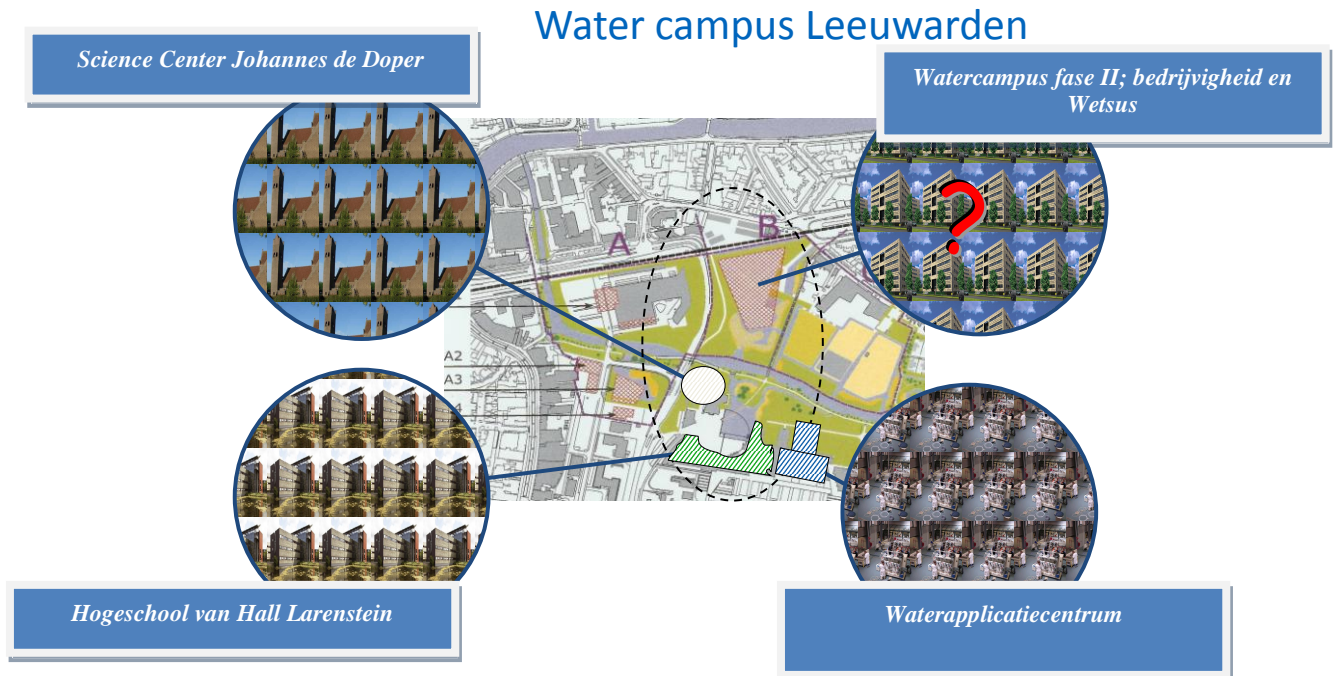 Water campus Leeuwarden
Science Center Johannes de Doper
Watercampus fase II; bedrijvigheid en
Wetsus
?
A
B
A2
A3
Hogeschool van Hall Larenstein
Waterapplicatiecentrum